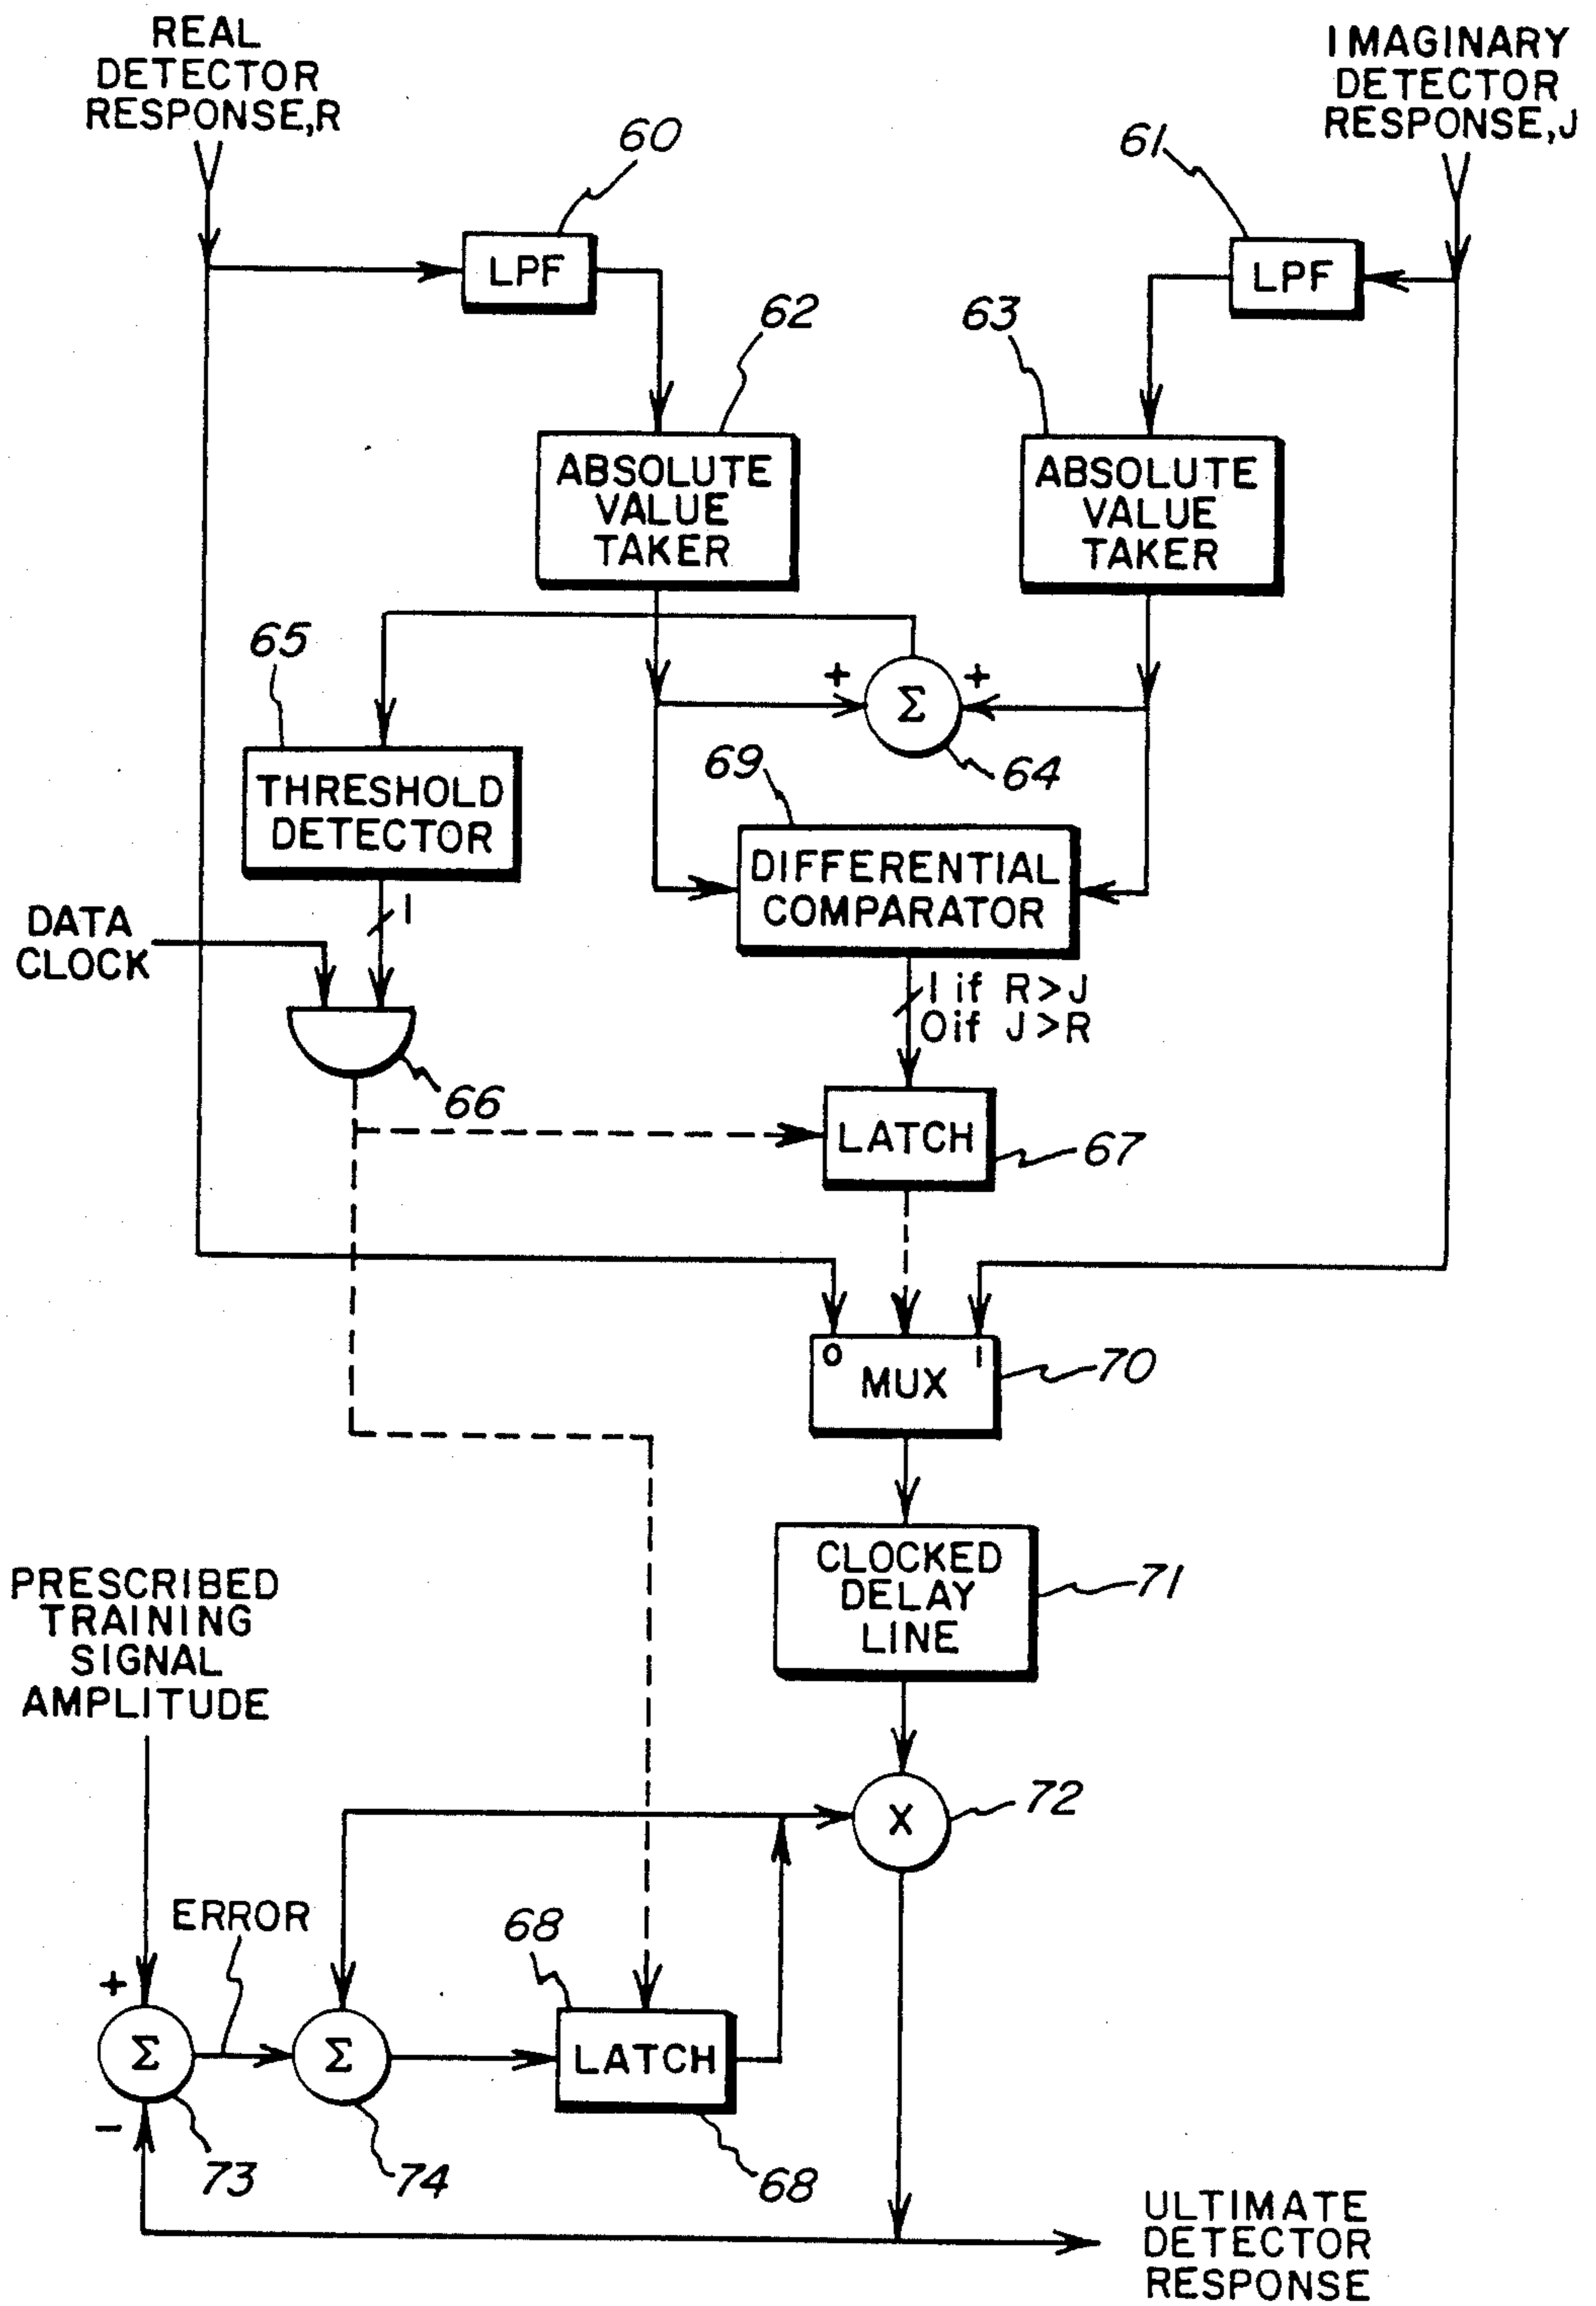 REAL
DETECTOR
RESPONSE,R
IMAGINARY
DETECTOR
RESPONSE,J
60
61
LPF
LPF
62
63
ABSOLUTE
VALUE
TAKER
ABSOLUTE
VALUE
TAKER
65
+
Σ
+
64
69
THRESHOLD
DETECTOR
DIFFERENTIAL
COMPARATOR
1
DATA
CLOCK
1 if R>J
0 if J>R
66
LATCH
67
0
1
MUX
70
CLOCKED
DELAY
LINE
71
PRESCRIBED
TRAINING
SIGNAL
AMPLITUDE
X
72
ERROR
68
+
Σ
Σ
LATCH
-
73
74
68
ULTIMATE
DETECTOR
RESPONSE